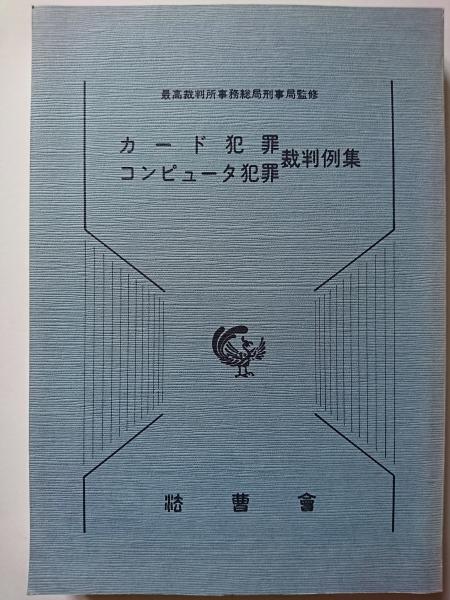 最高裁判所事務総局刑事局監修
カード犯罪
コンピュータ犯罪裁判例集
法曹會